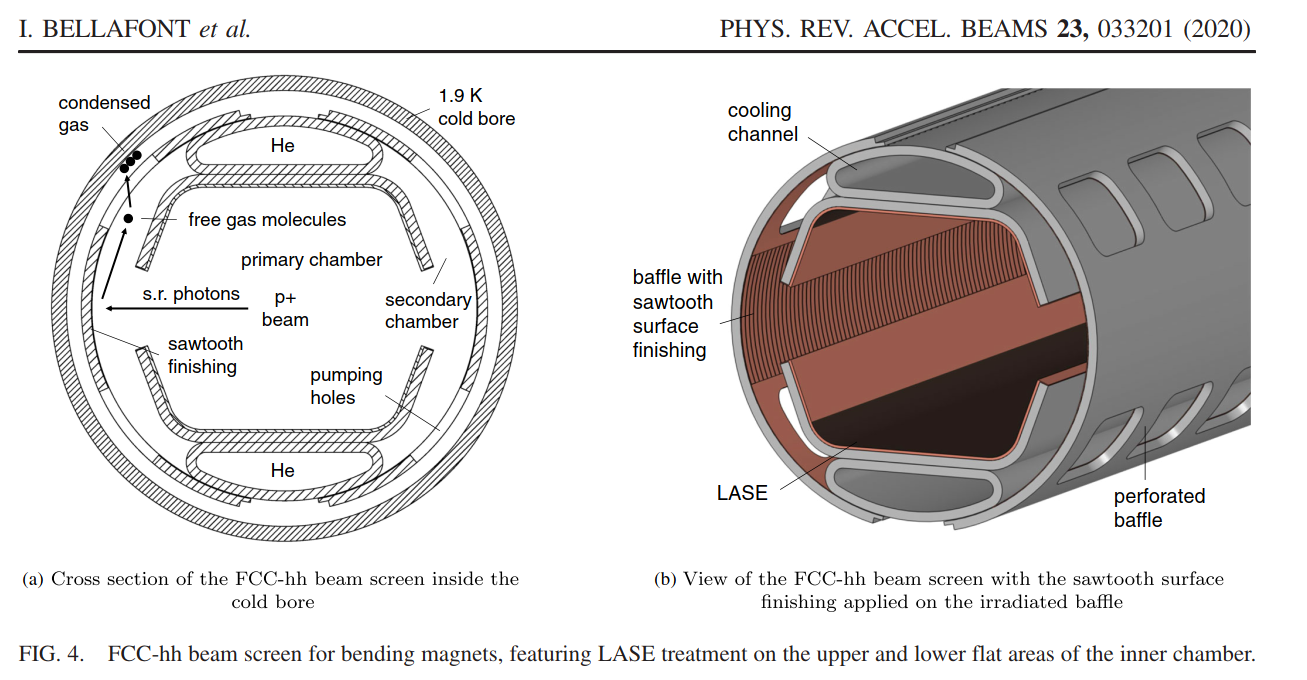 I. BELLAFONT et al.
PHYS. REV. ACCEL. BEAMS 23, 033201 (2020)
condensed
gas
1.9 K
cold bore
He
free gas molecules
primary chamber
s.r. photons
p+
beam
secondary
chamber
sawtooth
finishing
pumping
holes
He
cooling
channel
baffle with
sawtooth
surface
finishing
LASE
perforated
baffle
(a) Cross section of the FCC-hh beam screen inside the
cold bore
(b) View of the FCC-hh beam screen with the sawtooth surface
finishing applied on the irradiated baffle
FIG. 4. FCC-hh beam screen for bending magnets, featuring LASE treatment on the upper and lower flat areas of the inner chamber.